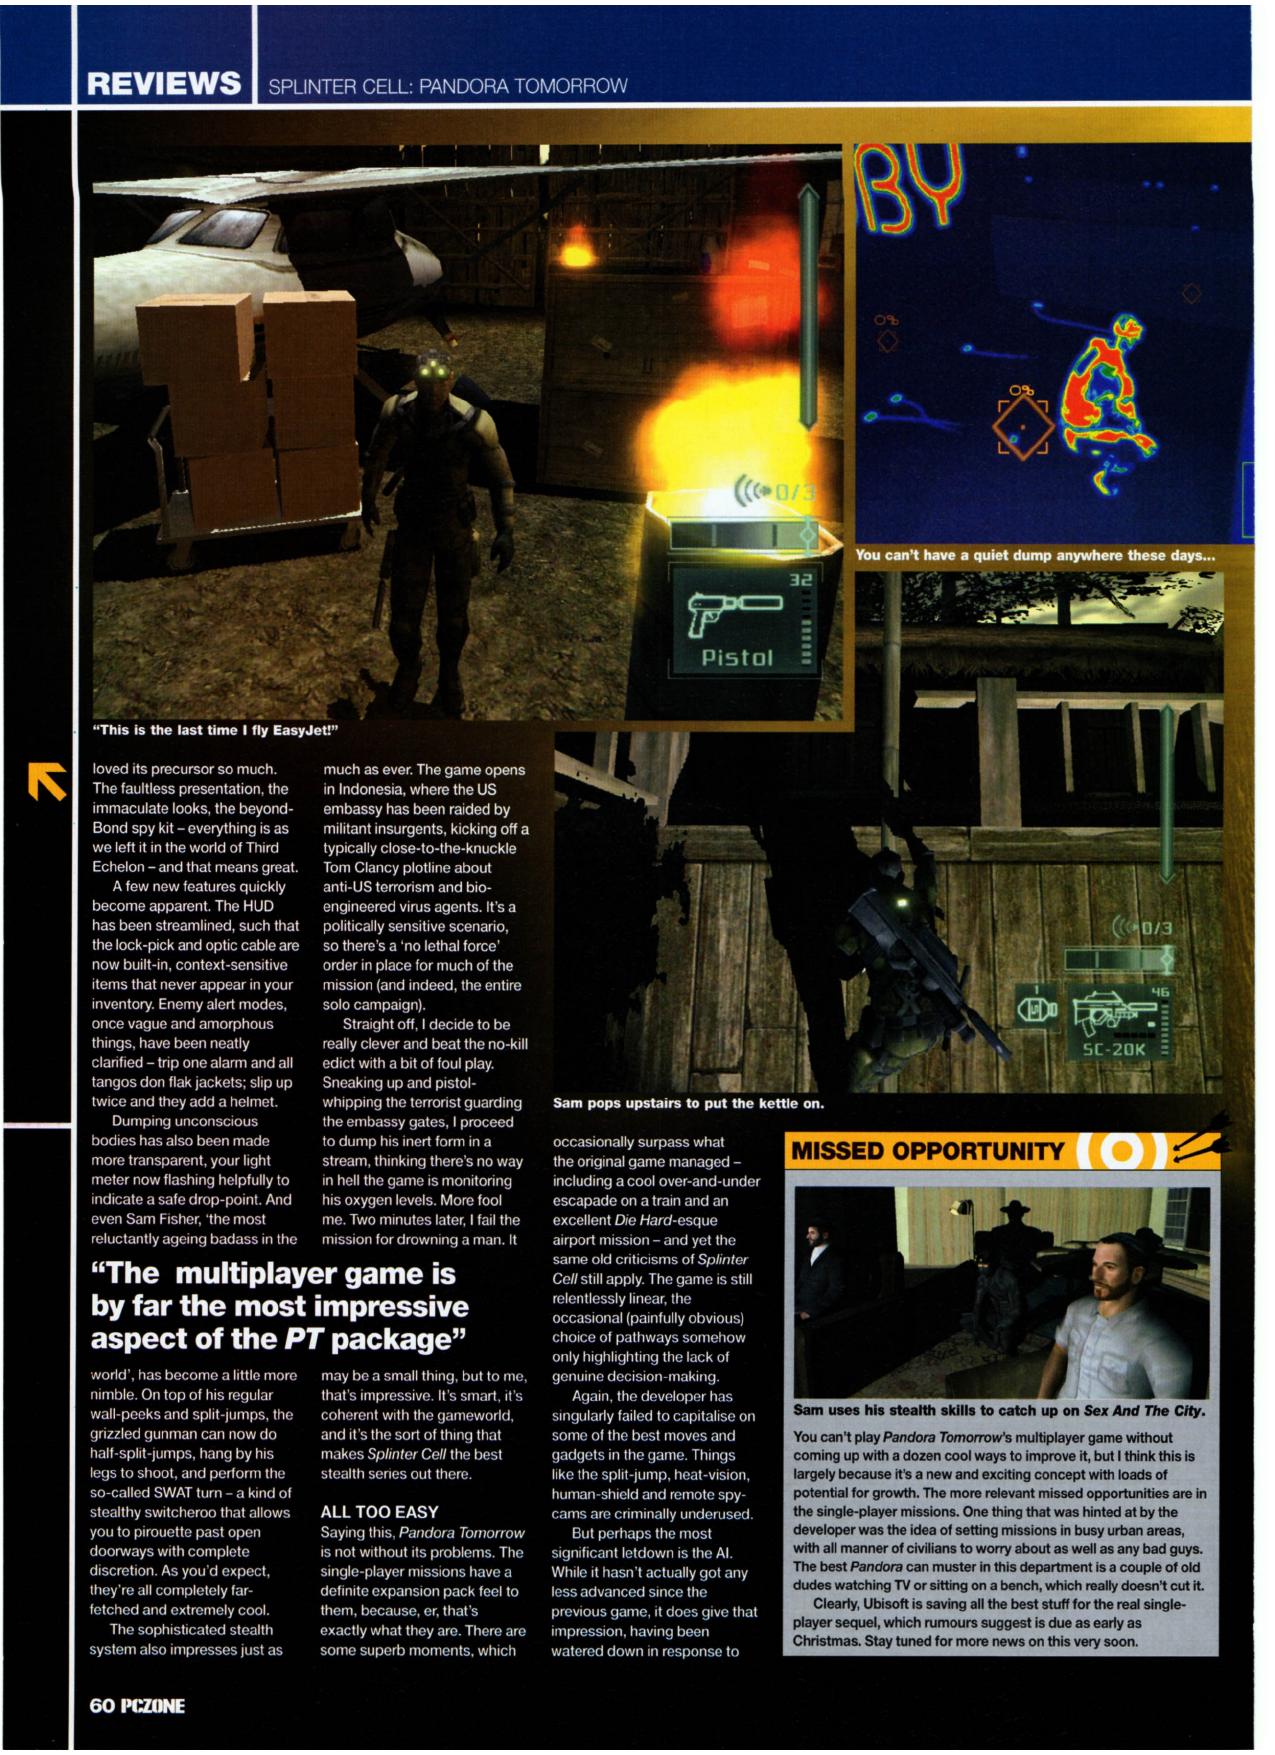 REVIEWS
SPLINTER CELL: PANDORA TOMORROW
BY
0%
0%
0/3
32
Pistol
You can't have a quiet dump anywhere these days...
"This is the last time I fly EasyJet!"
0/3
1
46
SC-20K
Sam pops upstairs to put the kettle on.
loved its precursor so much.
The faultless presentation, the
immaculate looks, the beyond-
Bond spy kit – everything is as
we left it in the world of Third
Echelon – and that means great.
A few new features quickly
become apparent. The HUD
has been streamlined, such that
the lock-pick and optic cable are
now built-in, context-sensitive
items that never appear in your
inventory. Enemy alert modes,
once vague and amorphous
things, have been neatly
clarified – trip one alarm and all
tangos don flak jackets; slip up
twice and they add a helmet.
Dumping unconscious
bodies has also been made
more transparent, your light
meter now flashing helpfully to
indicate a safe drop-point. And
even Sam Fisher, 'the most
reluctantly ageing badass in the
world', has become a little more
nimble. On top of his regular
wall-peeks and split-jumps, the
grizzled gunman can now do
half-split-jumps, hang by his
legs to shoot, and perform the
so-called SWAT turn – a kind of
stealthy switcheroo that allows
you to pirouette past open
doorways with complete
discretion. As you'd expect,
they're all completely far-
fetched and extremely cool.
The sophisticated stealth
system also impresses just as
much as ever. The game opens
in Indonesia, where the US
embassy has been raided by
militant insurgents, kicking off a
typically close-to-the-knuckle
Tom Clancy plotline about
anti-US terrorism and bio-
engineered virus agents. It's a
politically sensitive scenario,
so there's a 'no lethal force'
order in place for much of the
mission (and indeed, the entire
solo campaign).
Straight off, I decide to be
really clever and beat the no-kill
edict with a bit of foul play.
Sneaking up and pistol-
whipping the terrorist guarding
the embassy gates, I proceed
to dump his inert form in a
stream, thinking there's no way
in hell the game is monitoring
his oxygen levels. More fool
me. Two minutes later, I fail the
mission for drowning a man. It
may be a small thing, but to me,
that's impressive. It's smart, it's
coherent with the gameworld,
and it's the sort of thing that
makes Splinter Cell the best
stealth series out there.
ALL TOO EASY
Saying this, Pandora Tomorrow
is not without its problems. The
single-player missions have a
definite expansion pack feel to
them, because, er, that's
exactly what they are. There are
some superb moments, which
"The multiplayer game is
by far the most impressive
aspect of the PT package"
occasionally surpass what
the original game managed –
including a cool over-and-under
escapade on a train and an
excellent Die Hard-esque
airport mission – and yet the
same old criticisms of Splinter
Cell still apply. The game is still
relentlessly linear, the
occasional (painfully obvious)
choice of pathways somehow
only highlighting the lack of
genuine decision-making.
Again, the developer has
singularly failed to capitalise on
some of the best moves and
gadgets in the game. Things
like the split-jump, heat-vision,
human-shield and remote spy-
cams are criminally underused.
But perhaps the most
significant letdown is the AI.
While it hasn't actually got any
less advanced since the
previous game, it does give that
impression, having been
watered down in response to
MISSED OPPORTUNITY
Sam uses his stealth skills to catch up on Sex And The City.
You can't play Pandora Tomorrow's multiplayer game without
coming up with a dozen cool ways to improve it, but I think this is
largely because it's a new and exciting concept with loads of
potential for growth. The more relevant missed opportunities are in
the single-player missions. One thing that was hinted at by the
developer was the idea of setting missions in busy urban areas,
with all manner of civilians to worry about as well as any bad guys.
The best Pandora can muster in this department is a couple of old
dudes watching TV or sitting on a bench, which really doesn't cut it.
Clearly, Ubisoft is saving all the best stuff for the real single-
player sequel, which rumours suggest is due as early as
Christmas. Stay tuned for more news on this very soon.
60 PCZONE